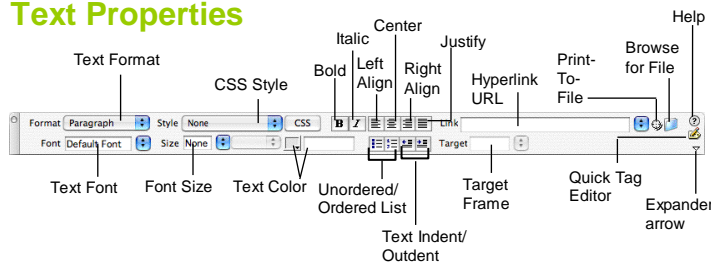 Text Properties
Help
Center
Italic
Justify
Text Format
Left
Align
Print-
To-
File
Browse
for File
CSS Style
Bold
Right
Align
Hyperlink
URL
Format Paragraph Style None CSS B I Link
Font Default Font Size None Target
Text Font
Font Size
Text Color
Unordered/
Ordered List
Target
Frame
Quick Tag
Editor
Expander
arrow
Text Indent/
Outdent